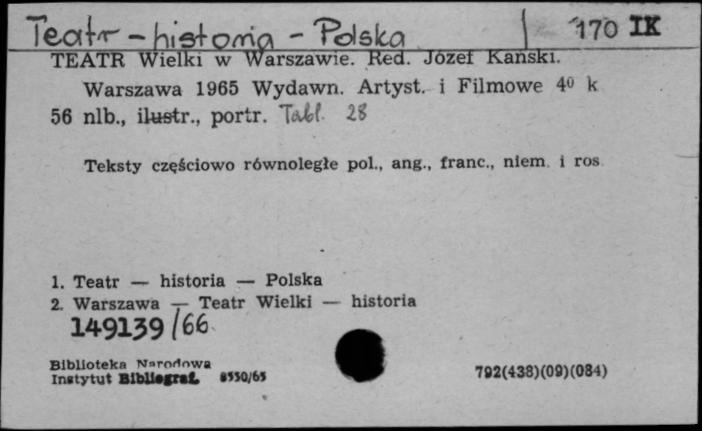 Teatr - historia - Polska 170 IK
TEATR Wielki w Warszawie. Red. Józef Kański.
Warszawa 1965 Wydawn. Artyst. i Filmowe 4⁰ k
56 nlb., ilustr., portr. Tabl. 28
Teksty częściowo równoległe pol., ang., franc., niem. i ros
1. Teatr — historia — Polska
2. Warszawa — Teatr Wielki — historia
149139/66
Biblioteka Narodowa
Instytut Bibliograf. 8550/65
792(438)(09)(084)